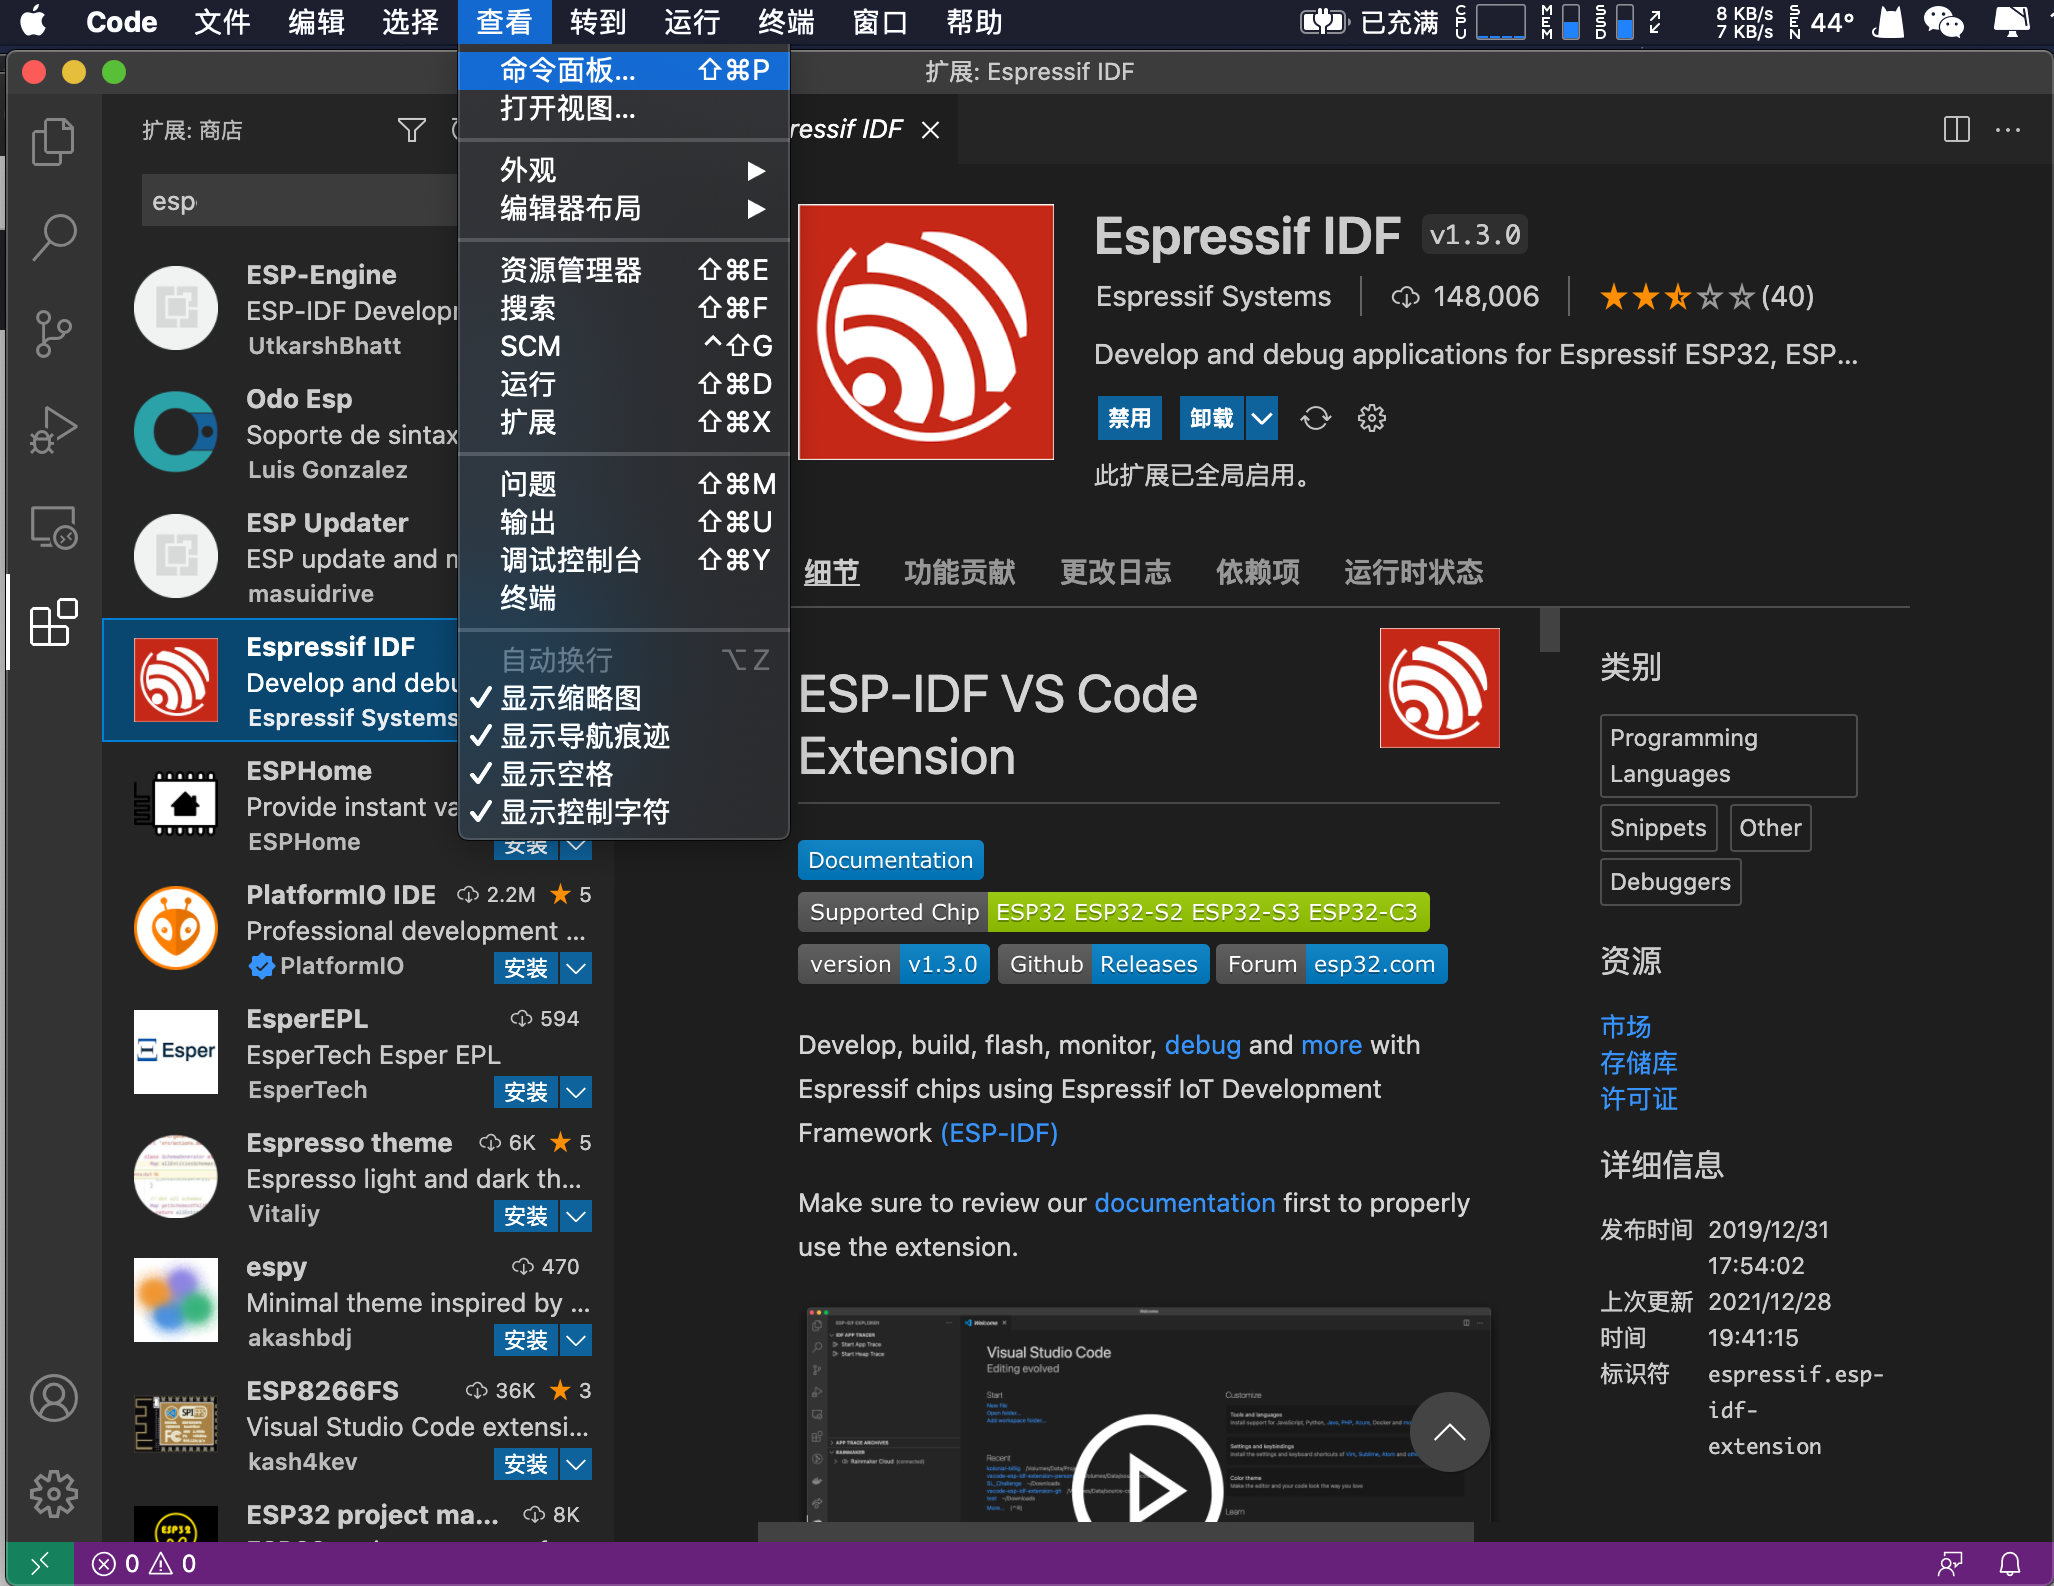 Code 文件 编辑 选择 查看 转到 运行 终端 窗口 帮助 已充满 CPU MEM SSD 8 KB/s 7 KB/s SEN 44°
扩展: Espressif IDF
扩展: 商店
esp
ESP-Engine
ESP-IDF Develop
UtkarshBhatt
Odo Esp
Soporte de sintax
Luis Gonzalez
ESP Updater
ESP update and
masuidrive
Espressif IDF
Develop and debu
Espressif Systems
ESPHome
Provide instant va
ESPHome
安装
PlatformIO IDE 2.2M 5
Professional development ...
PlatformIO 安装
EsperEPL 594
EsperTech Esper EPL
EsperTech 安装
Esper
Espresso theme 6K 5
Espresso light and dark th...
Vitaliy 安装
espy 470
Minimal theme inspired by ...
akashbdj 安装
ESP8266FS 36K 3
Visual Studio Code extensi...
kash4kev 安装
ESP32 project ma... 8K
ESP32
命令面板... ⇧⌘P
打开视图...
外观 ▶
编辑器布局 ▶
资源管理器 ⇧⌘E
搜索 ⇧⌘F
SCM ^⇧G
运行 ⇧⌘D
扩展 ⇧⌘X
问题 ⇧⌘M
输出 ⇧⌘U
调试控制台 ⇧⌘Y
终端
自动换行 ⌥Z
✓ 显示缩略图
✓ 显示导航痕迹
✓ 显示空格
✓ 显示控制字符
ressif IDF
Espressif IDF v1.3.0
Espressif Systems 148,006 (40)
Develop and debug applications for Espressif ESP32, ESP...
禁用 卸载
此扩展已全局启用。
细节 功能贡献 更改日志 依赖项 运行时状态
ESP-IDF VS Code
Extension
Documentation
Supported Chip ESP32 ESP32-S2 ESP32-S3 ESP32-C3
version v1.3.0 Github Releases Forum esp32.com
Develop, build, flash, monitor, debug and more with
Espressif chips using Espressif IoT Development
Framework (ESP-IDF)
Make sure to review our documentation first to properly
use the extension.
Visual Studio Code
Editing evolved
Start
Recent
Customize
Tools and languages
Settings and keybindings
Color theme
Learn
类别
Programming
Languages
Snippets Other
Debuggers
资源
市场
存储库
许可证
详细信息
发布时间 2019/12/31
17:54:02
上次更新 2021/12/28
时间 19:41:15
标识符 espressif.esp-
idf-
extension
0 0